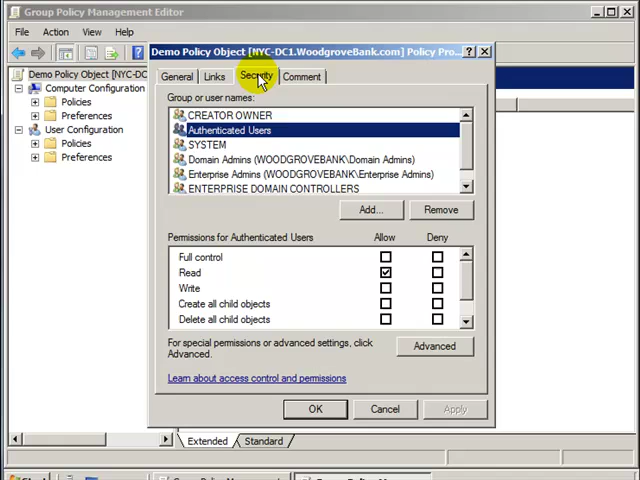 Group Policy Management Editor
File Action View Help
Demo Policy Object [NYC-DC1.WoodgroveBank.com] Policy Pro...
Demo Policy Object [NYC-DC
Computer Configuration
Policies
Preferences
User Configuration
Policies
Preferences
General Links Security Comment
Group or user names:
CREATOR OWNER
Authenticated Users
SYSTEM
Domain Admins (WOODGROVEBANK\Domain Admins)
Enterprise Admins (WOODGROVEBANK\Enterprise Admins)
ENTERPRISE DOMAIN CONTROLLERS
Add... Remove
Permissions for Authenticated Users Allow Deny
Full control
Read
Write
Create all child objects
Delete all child objects
For special permissions or advanced settings, click
Advanced.
Advanced
Learn about access control and permissions
OK Cancel Apply
Extended Standard